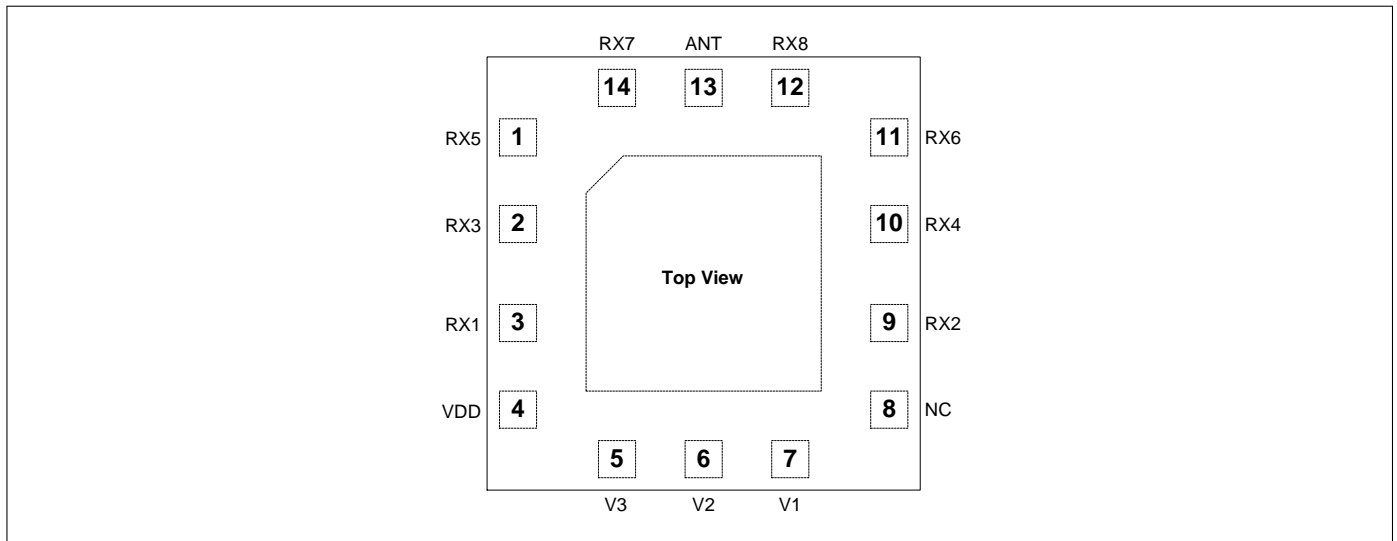 RX7 ANT RX8
14 13 12
RX5 1 11 RX6
RX3 2 10 RX4
Top View
RX1 3 9 RX2
VDD 4 8 NC
5 6 7
V3 V2 V1